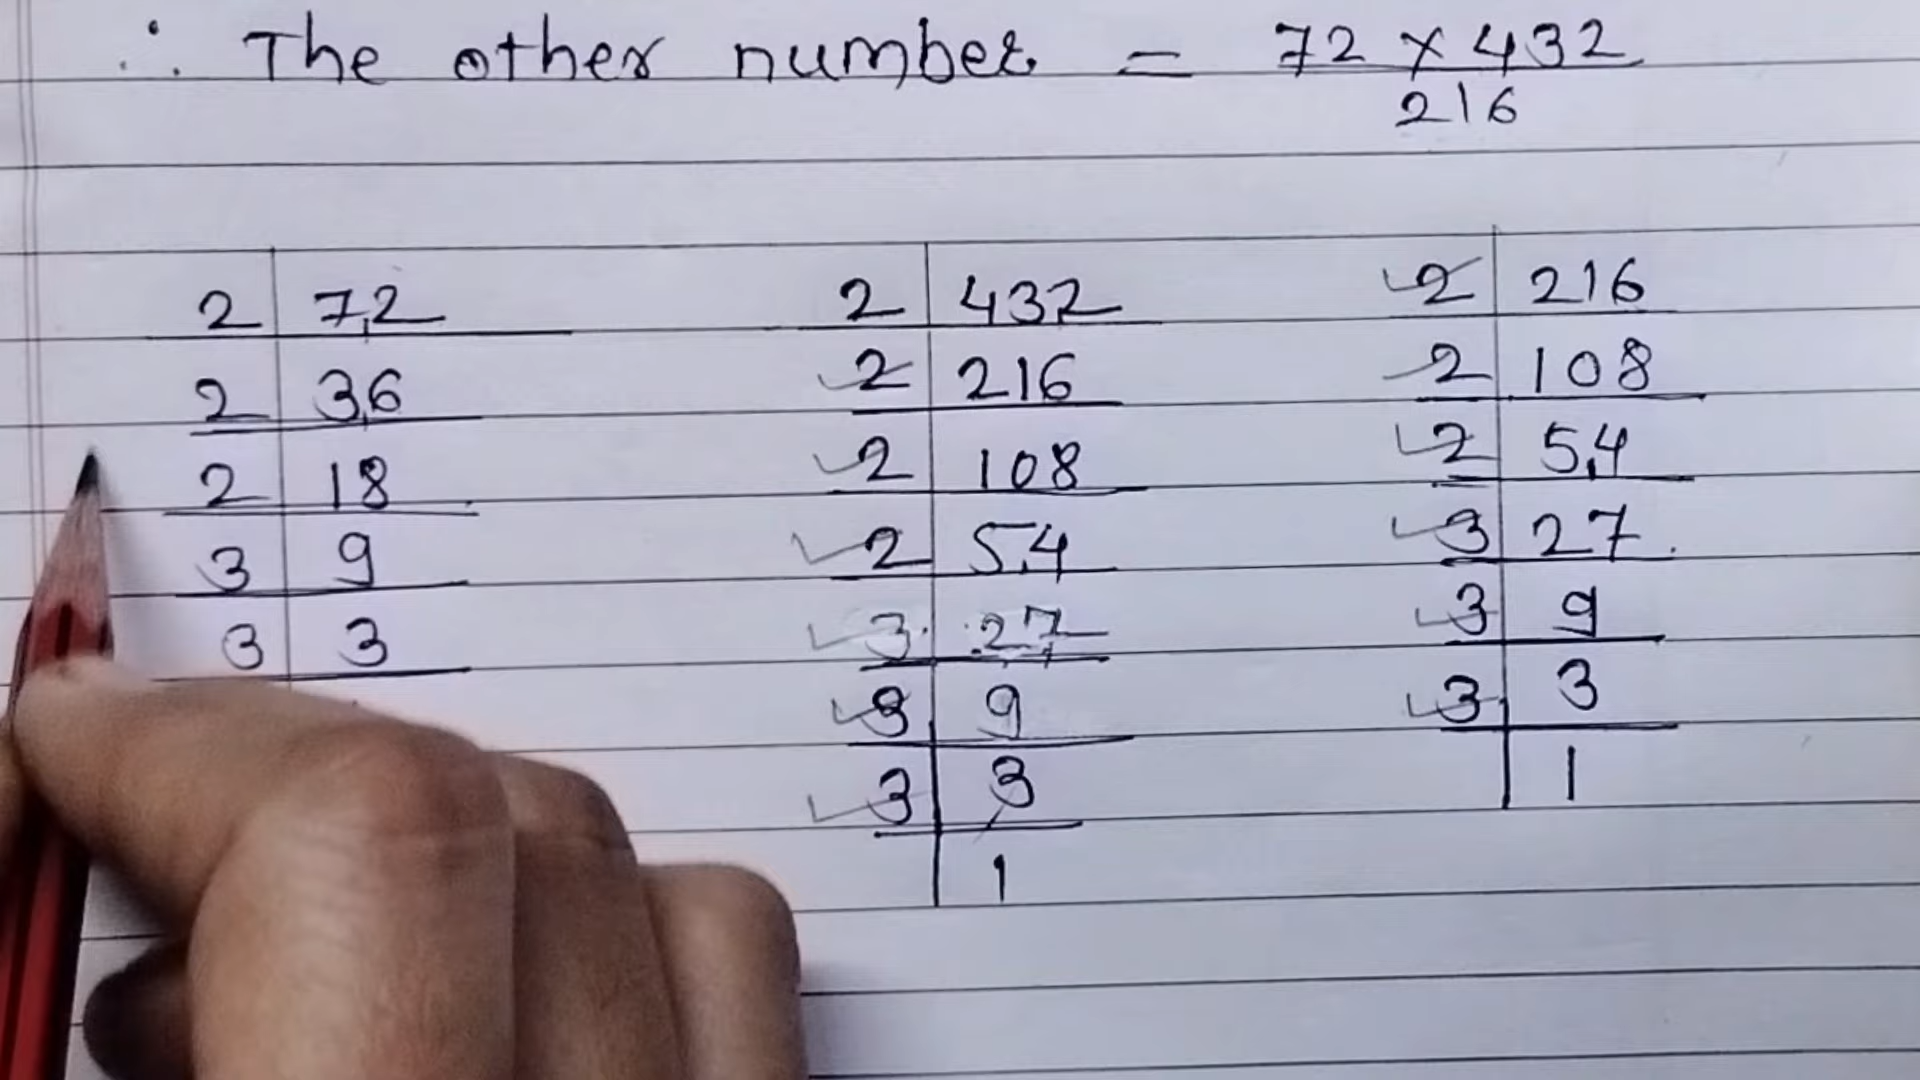 ∴ The other number = 72 × 432
216
2 72 2 432 2 216
2 36 2 216 2 108
2 18 2 108 2 54
3 9 2 54 3 27
3 3 3 27 3 9
3 9 3 3
3 3 1
1